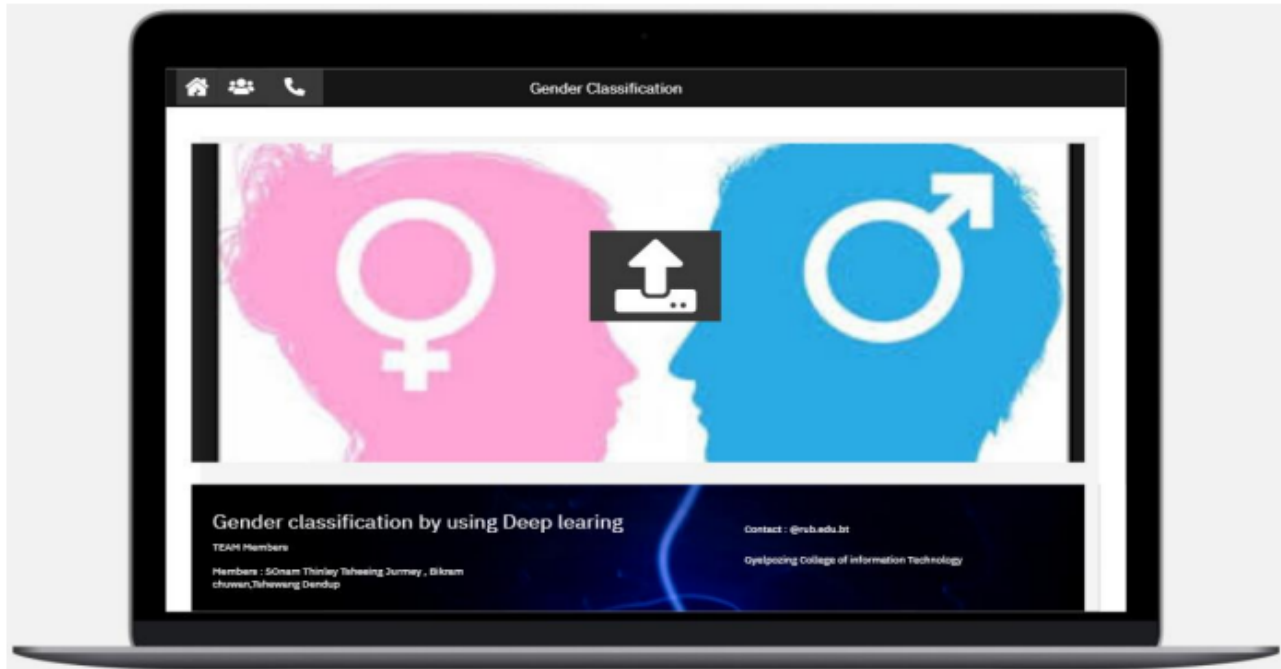 Gender Classification
Gender classification by using Deep learing
TEAM Members
Members : SOnam Thinley Tsheeing Jurmey , Bikram
chuwan,Tshewang Dendup
Contact : @rub.edu.bt
Gyelpozing College of information Technology